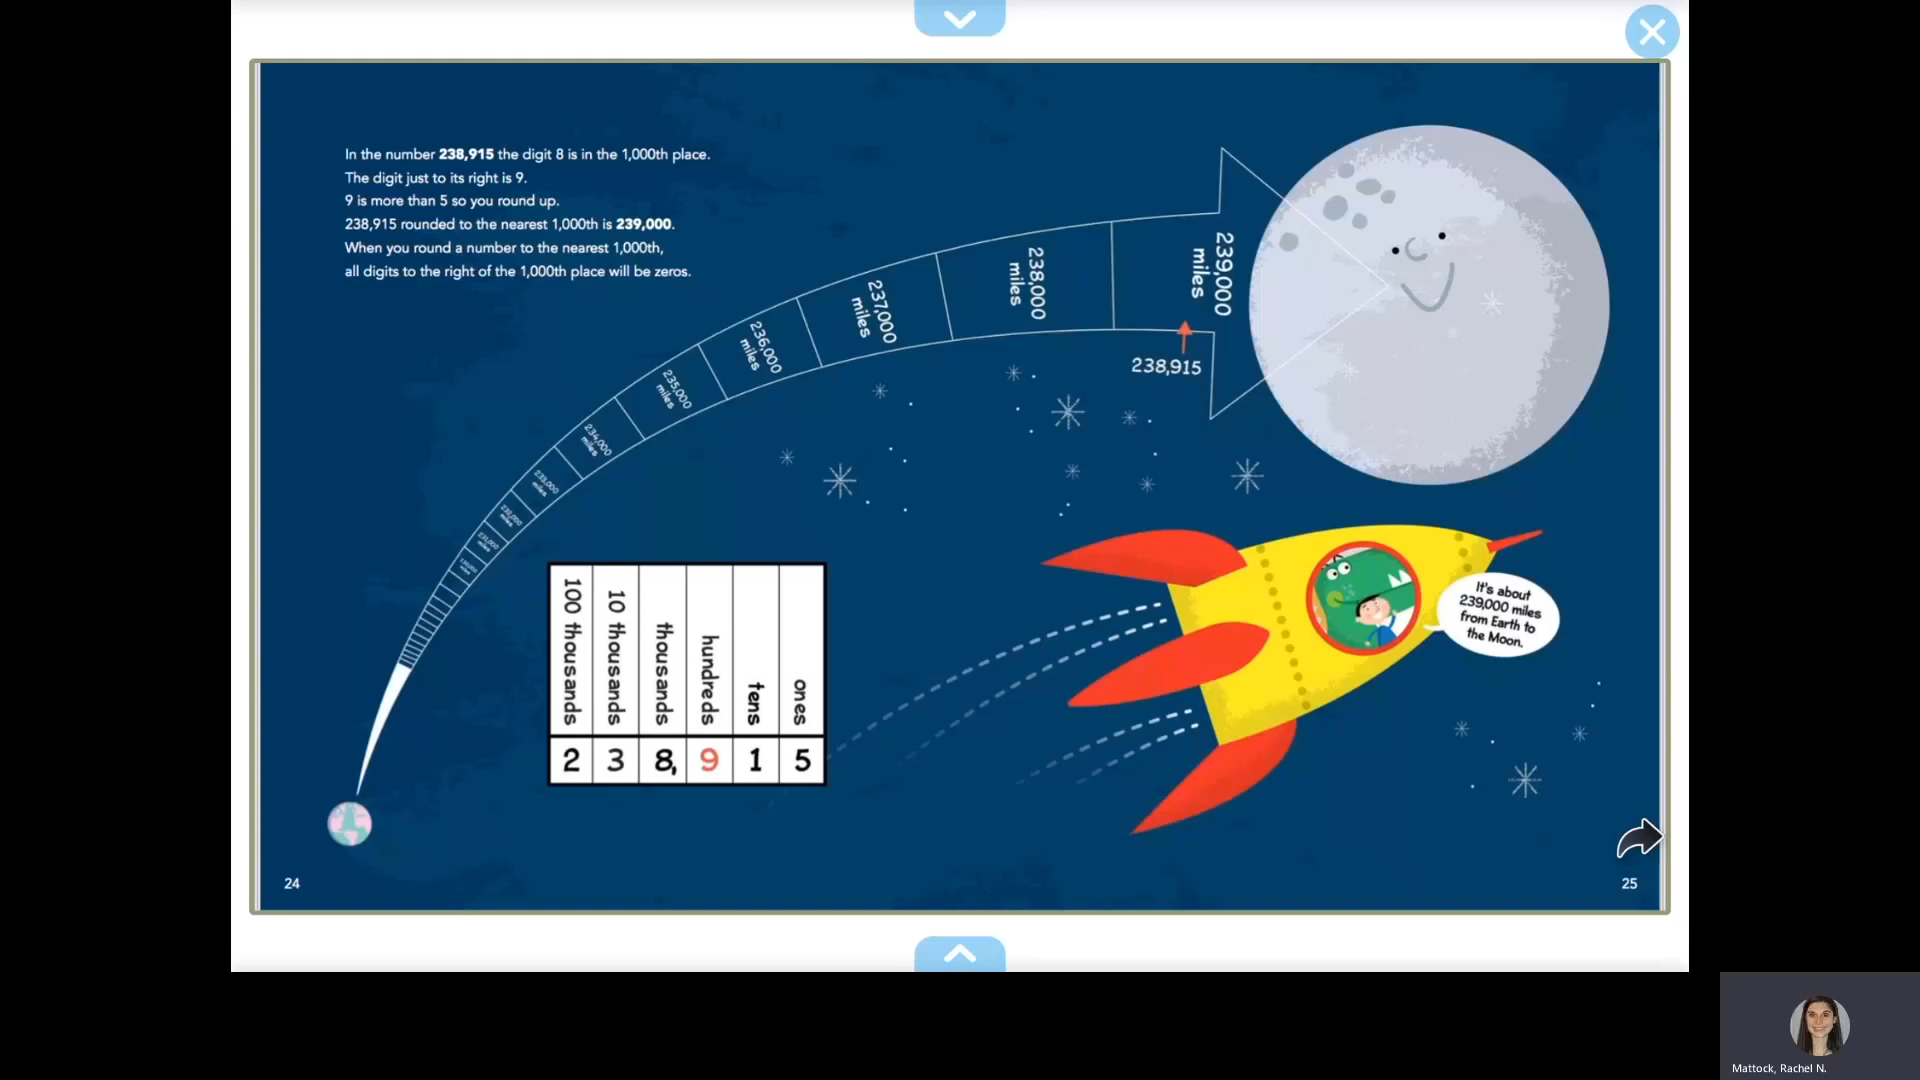 In the number 238,915 the digit 8 is in the 1,000th place.
The digit just to its right is 9.
9 is more than 5 so you round up.
238,915 rounded to the nearest 1,000th is 239,000.
When you round a number to the nearest 1,000th,
all digits to the right of the 1,000th place will be zeros.
239,000
miles
238,000
miles
237,000
miles
236,000
miles
235,000
miles
234,000
miles
233,000
miles
232,000
miles
231,000
miles
238,915
100 thousands
10 thousands
thousands
hundreds
tens
ones
2 3 8, 9 1 5
It's about
239,000 miles
from Earth to
the Moon.
24
25
Mattock, Rachel N.